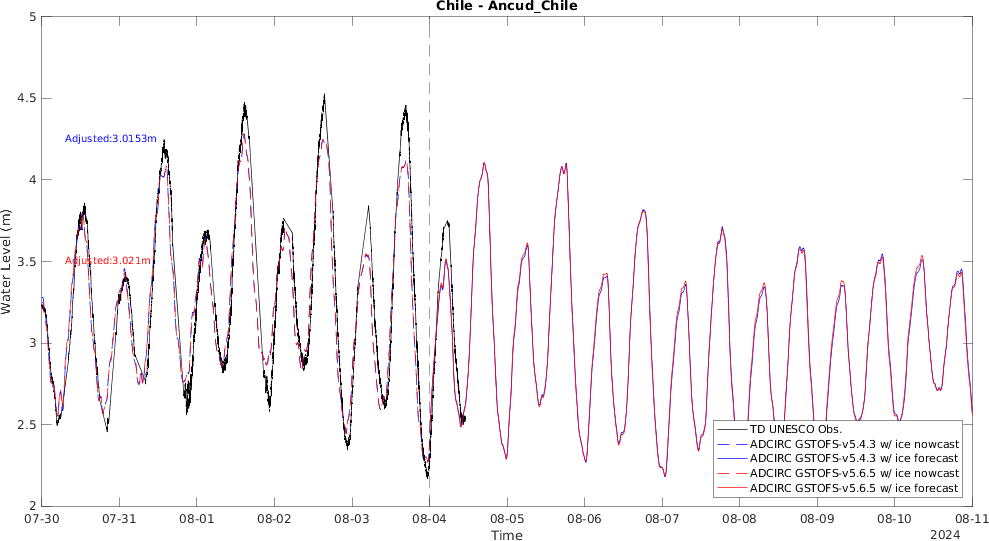 Chile - Ancud_Chile
5
4.5
4
3.5
3
2.5
2
Water Level (m)
Adjusted:3.0153m
Adjusted:3.021m
TD UNESCO Obs.
ADCIRC GSTOFS-v5.4.3 w/ ice nowcast
ADCIRC GSTOFS-v5.4.3 w/ ice forecast
ADCIRC GSTOFS-v5.6.5 w/ ice nowcast
ADCIRC GSTOFS-v5.6.5 w/ ice forecast
07-30 07-31 08-01 08-02 08-03 08-04 08-05 08-06 08-07 08-08 08-09 08-10 08-11
Time
2024